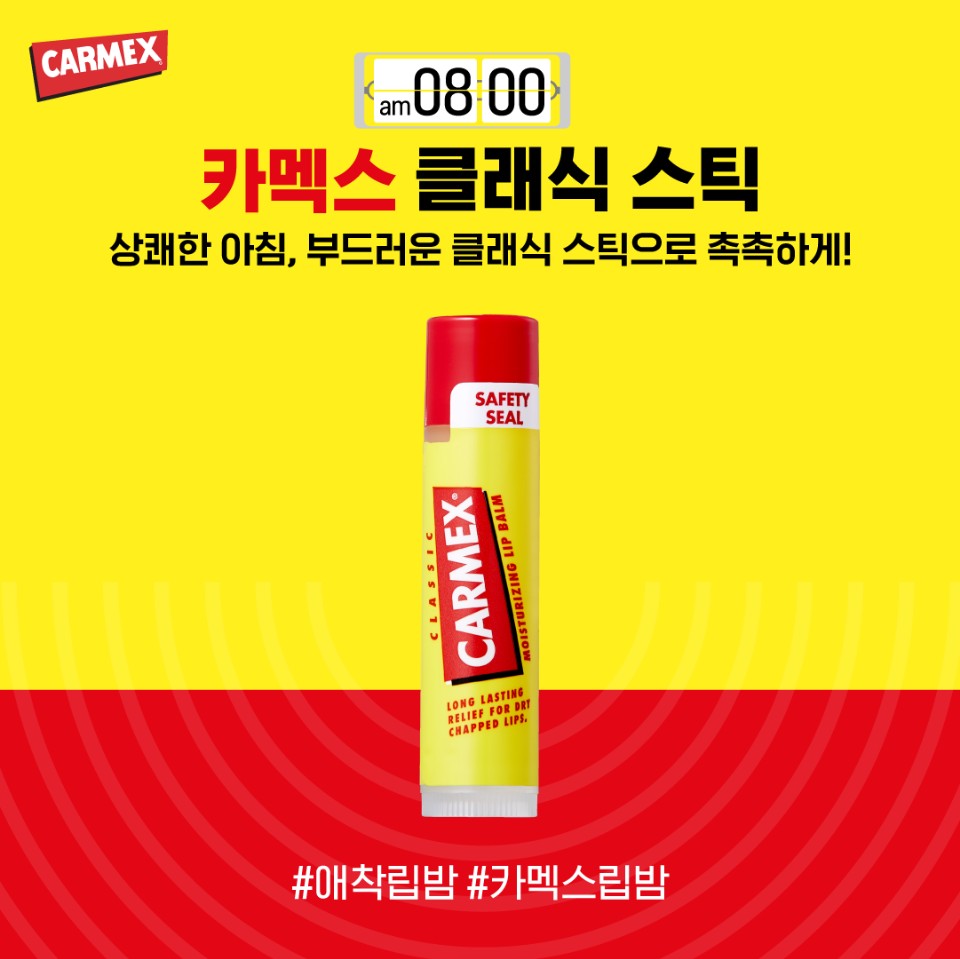 CARMEX
am 08:00
카멕스 클래식 스틱
상쾌한 아침, 부드러운 클래식 스틱으로 촉촉하게!
SAFETY
SEAL
CLASSIC
CARMEX®
MOISTURIZING LIP BALM
LONG LASTING
RELIEF FOR DRY
CHAPPED LIPS.
#애착립밤 #카멕스립밤